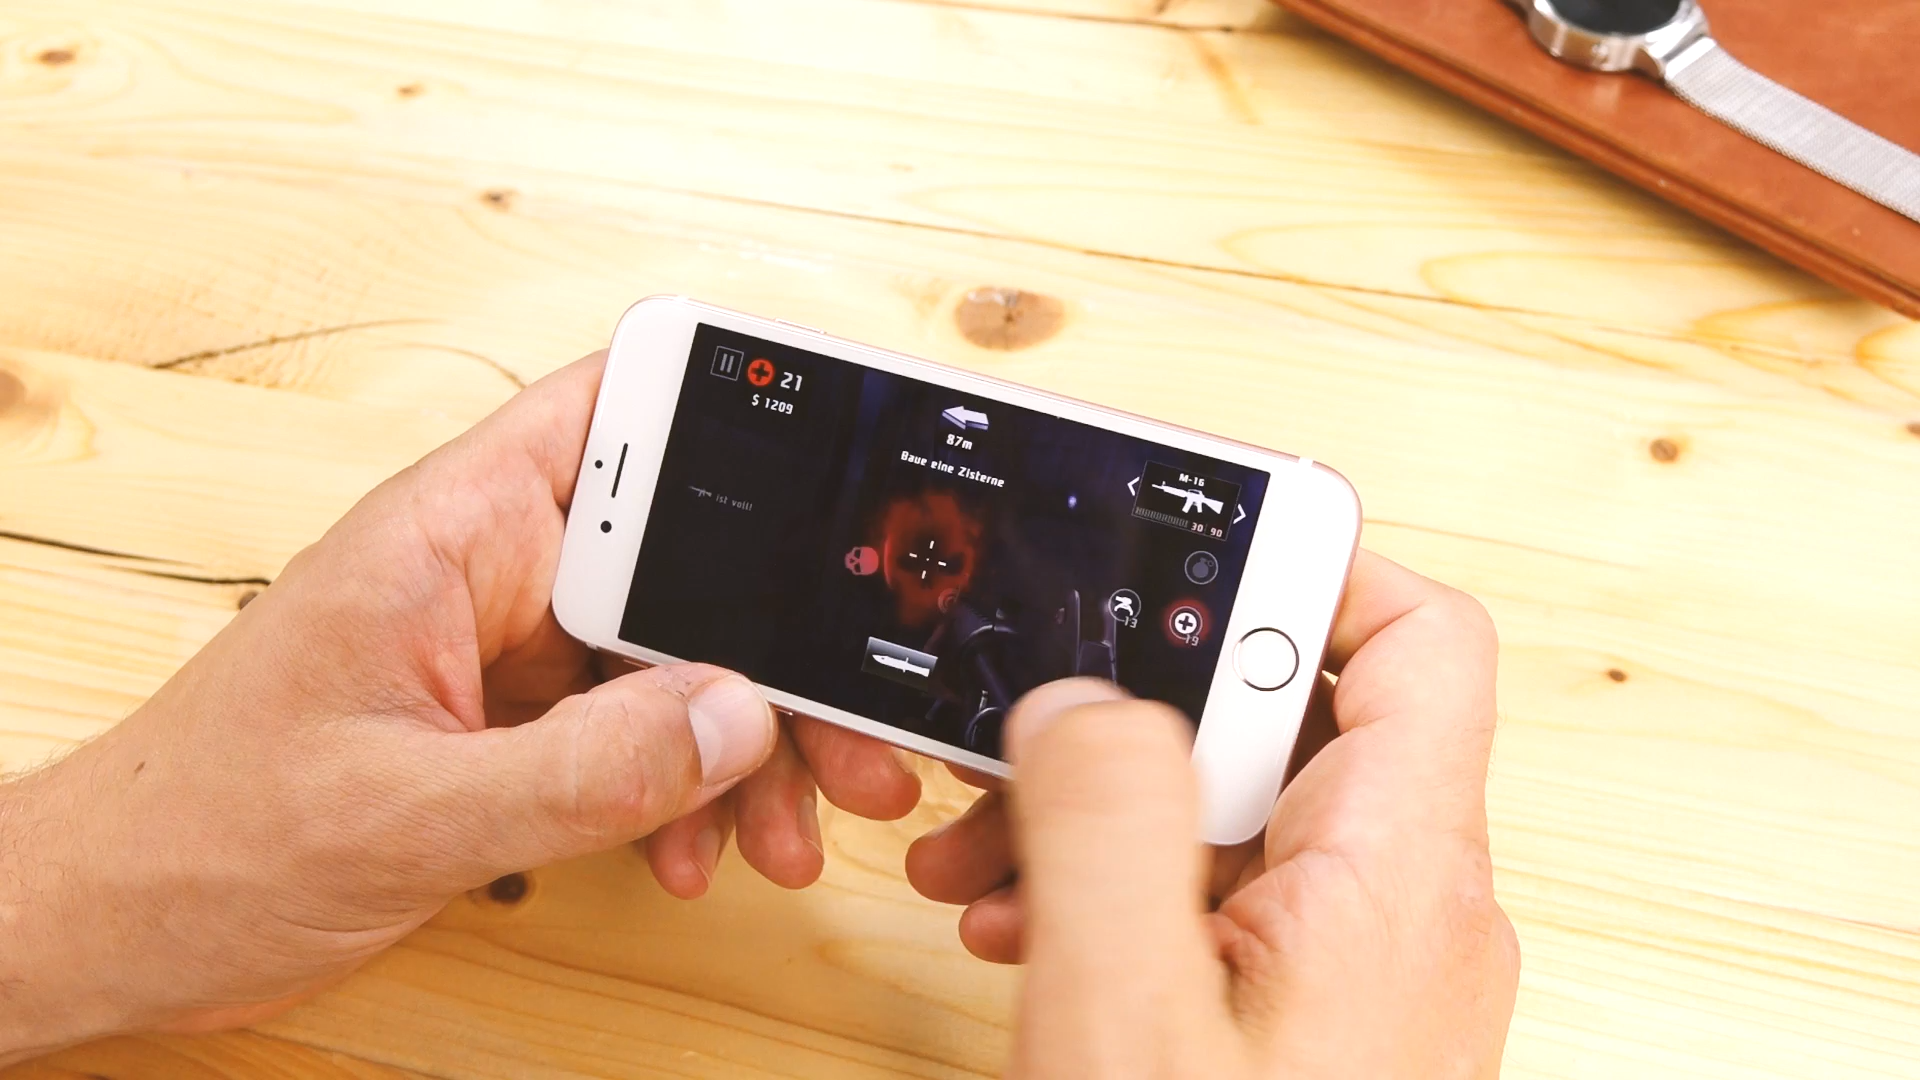 21
$ 1209
87m
Baue eine Zisterne
ist voll!
M-16
30 90
13
19